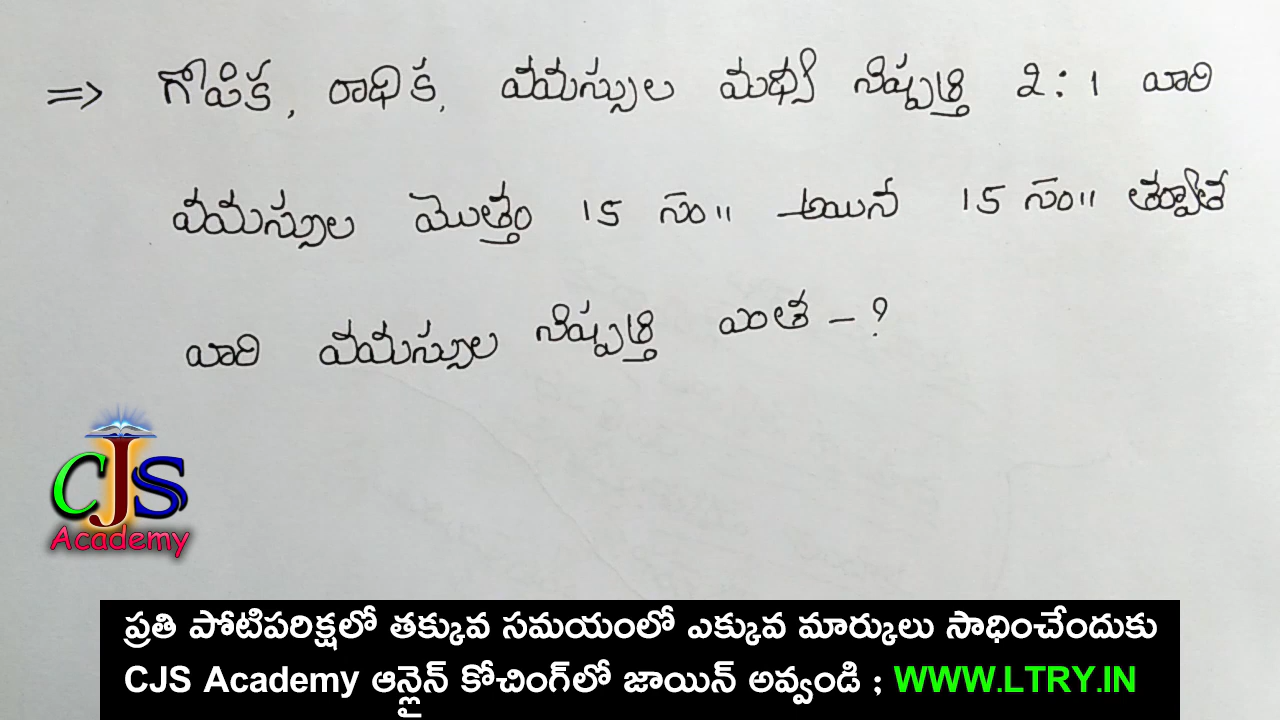 => గోపిక, రాధిక, వయస్సుల మధ్య నిష్పత్తి 2:1 వారి
వయస్సుల మొత్తం 15 సం॥ అయిన 15 సం॥ తర్వాత
వారి వయస్సుల నిష్పత్తి ఎంత - ?
CJS
Academy
ప్రతి పోటిపరిక్షలో తక్కువ సమయంలో ఎక్కువ మార్కులు సాధించేందుకు
CJS Academy ఆన్లైన్ కోచింగ్‌లో జాయిన్ అవ్వండి ; WWW.LTRY.IN